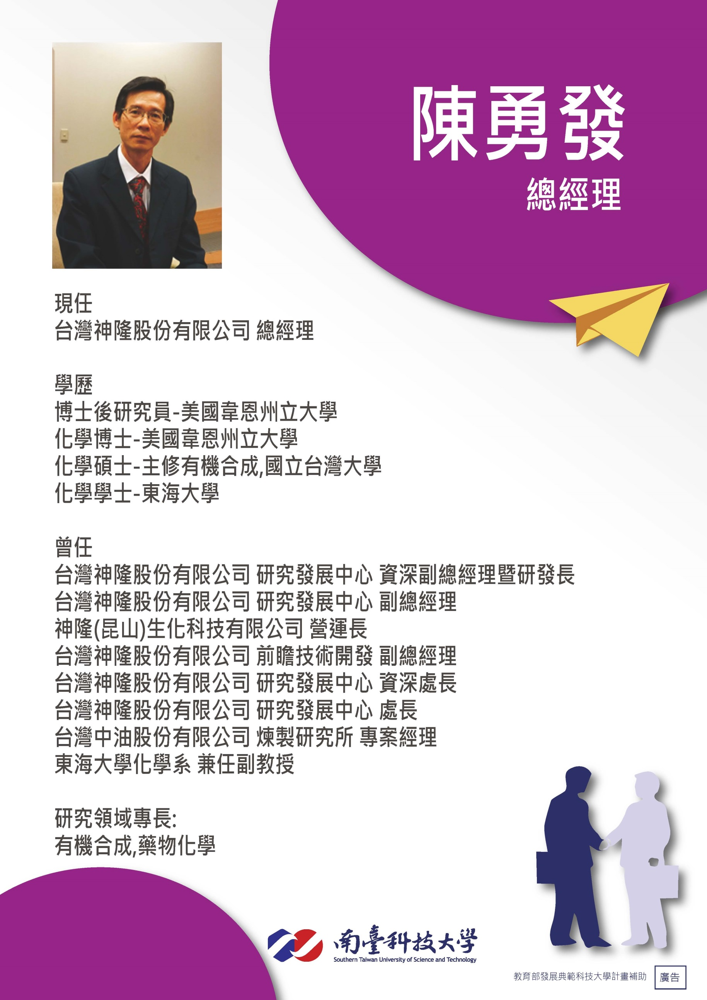 陳勇發
總經理
現任
台灣神隆股份有限公司 總經理
學歷
博士後研究員-美國韋恩州立大學
化學博士-美國韋恩州立大學
化學碩士-主修有機合成,國立台灣大學
化學學士-東海大學
曾任
台灣神隆股份有限公司 研究發展中心 資深副總經理暨研發長
台灣神隆股份有限公司 研究發展中心 副總經理
神隆(昆山)生化科技有限公司 營運長
台灣神隆股份有限公司 前瞻技術開發 副總經理
台灣神隆股份有限公司 研究發展中心 資深處長
台灣神隆股份有限公司 研究發展中心 處長
台灣中油股份有限公司 煉製研究所 專案經理
東海大學化學系 兼任副教授
研究領域專長:
有機合成,藥物化學
南臺科技大學
Southern Taiwan University of Science and Technology
教育部發展典範科技大學計畫補助
廣告